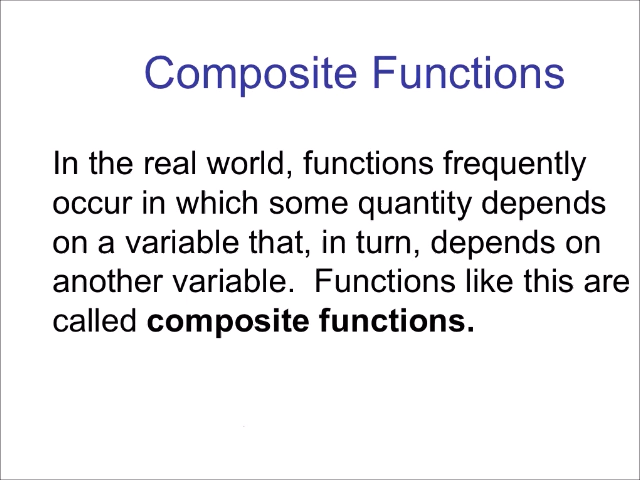 Composite Functions
In the real world, functions frequently
occur in which some quantity depends
on a variable that, in turn, depends on
another variable.  Functions like this are
called composite functions.